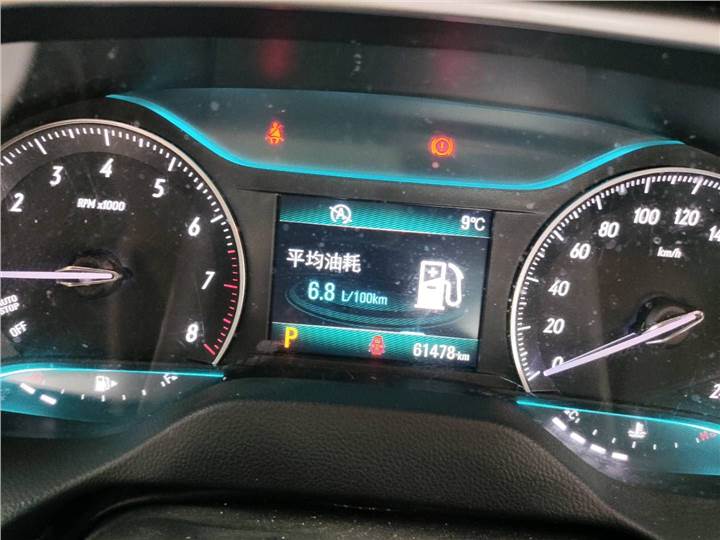 9℃
平均油耗
6.8 L/100km
P
61478 km
2 3 4 5 6 7 8
RPM x1000
AUTO STOP
OFF
0 20 40 60 80 100 120
km/h